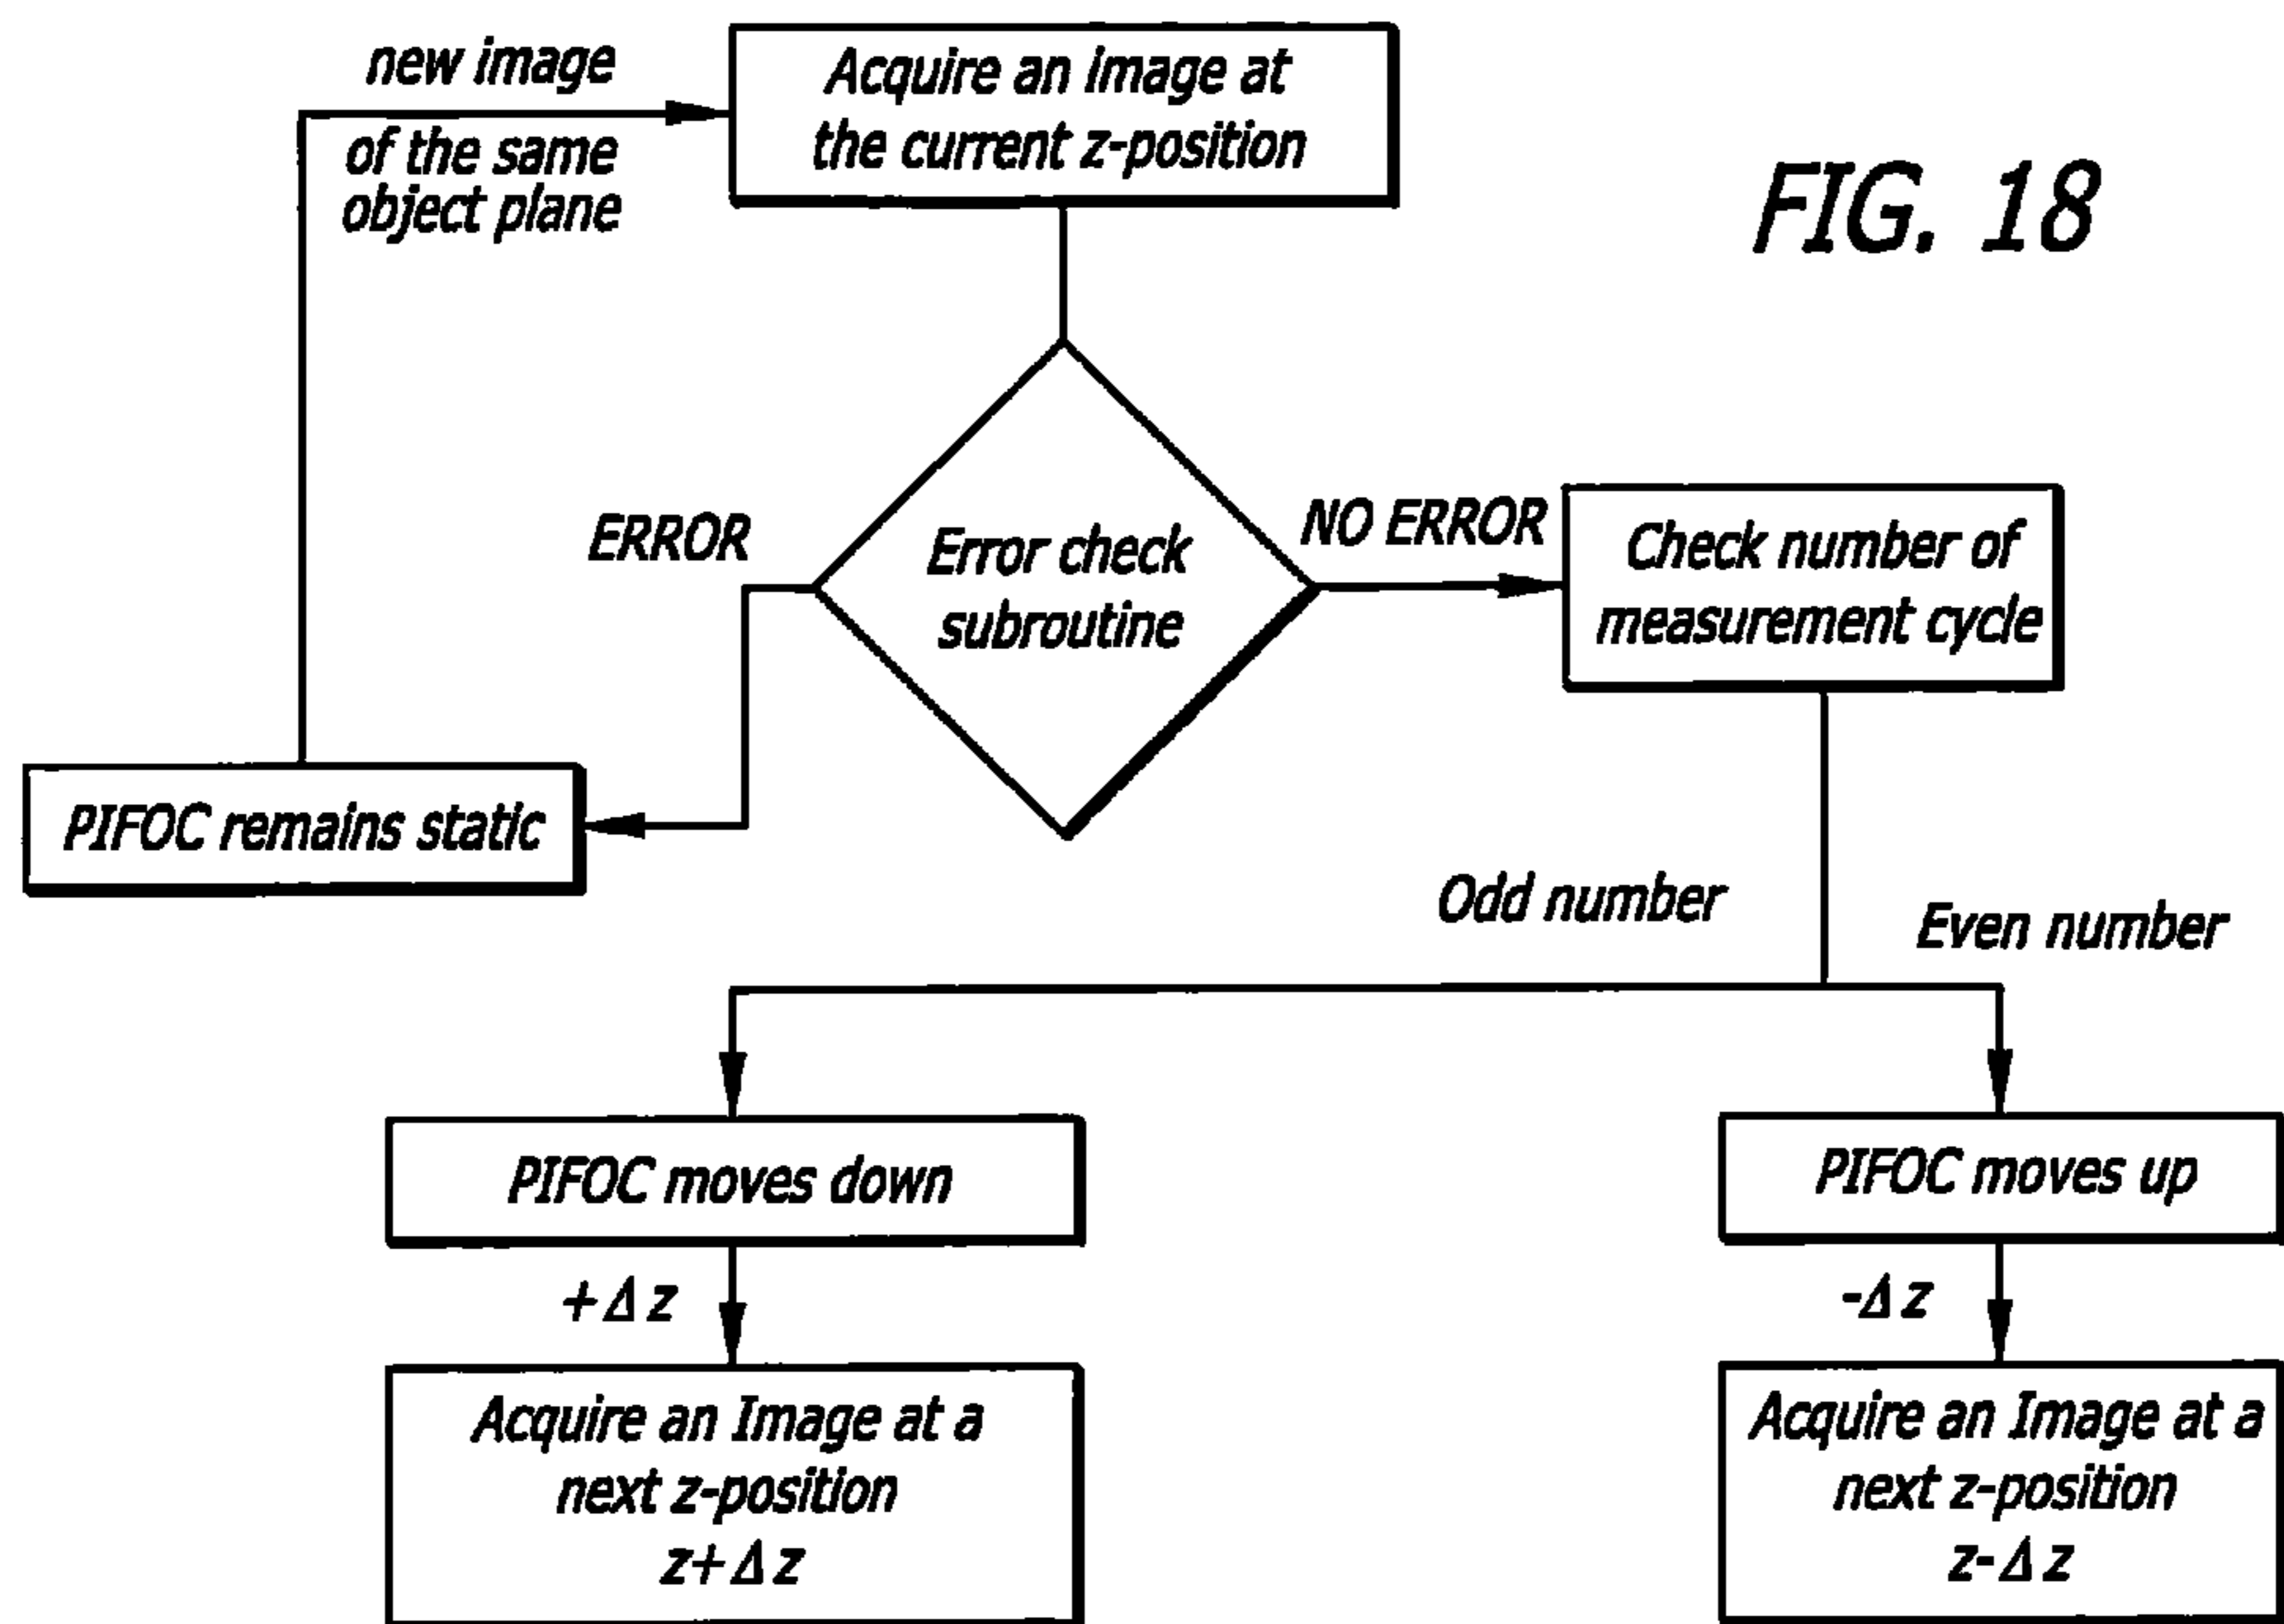 new image
of the same
object plane
Acquire an image at
the current z-position
FIG. 18
ERROR
Error check
subroutine
NO ERROR
Check number of
measurement cycle
PIFOC remains static
Odd number
Even number
PIFOC moves down
PIFOC moves up
+Δz
-Δz
Acquire an Image at a
next z-position
z+Δz
Acquire an Image at a
next z-position
z-Δz